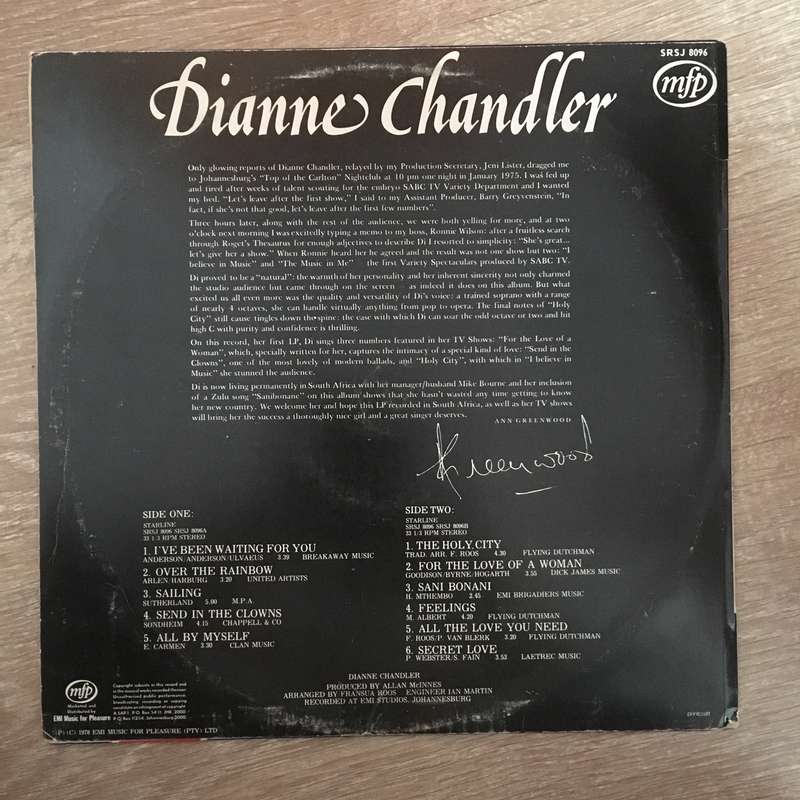 SRSJ 8096
mfp
Dianne Chandler
Only glowing reports of Dianne Chandler, relayed by my Production Secretary, Jeni Lister, dragged me
to Johannesburg's "Top of the Carlton" Nightclub at 10 pm one night in January 1975. I was fed up
and tired after weeks of talent scouting for the embryo SABC TV Variety Department and I wanted
my bed. "Let's leave after the first show," I said to my Assistant Producer, Barry Greyvenstein, "In
fact, if she's not that good, let's leave after the first few numbers".
Three hours later, along with the rest of the audience, we were both yelling for more, and at two
o'clock next morning I was excitedly typing a memo to my boss, Ronnie Wilson: after a fruitless search
through Roget's Thesaurus for enough adjectives to describe Di I resorted to simplicity: "She's great...
let's give her a show." When Ronnie heard her he agreed and the result was not one show but two: "I
believe in Music" and "The Music in Me" – the first Variety Spectaculars produced by SABC TV.
Di proved to be a "natural": the warmth of her personality and her inherent sincerity not only charmed
the studio audience but came through on the screen – as indeed it does on this album. But what
excited us all even more was the quality and versatility of Di's voice: a trained soprano with a range
of nearly 4 octaves, she can handle virtually anything from pop to opera. The final notes of "Holy
City" still cause tingles down the spine: the ease with which Di can soar the odd octave or two and hit
high C with purity and confidence is thrilling.
On this record, her first LP, Di sings three numbers featured in her TV Shows: "For the Love of a
Woman", which, specially written for her, captures the intimacy of a special kind of love: "Send in the
Clowns", one of the most lovely of modern ballads, and "Holy City", with which in "I believe in
Music" she stunned the audience.
Di is now living permanently in South Africa with her manager/husband Mike Bourne and her inclusion
of a Zulu song "Sanibonane" on this album shows that she hasn't wasted any time getting to know
her new country. We welcome her and hope this LP recorded in South Africa, as well as her TV shows
will bring her the success a thoroughly nice girl and a great singer deserves.
ANN GREENWOOD
A Greenwood
SIDE ONE:
STARLINE
SRSJ 8096 SRSJ 8096A
33 1/3 RPM STEREO
1. I'VE BEEN WAITING FOR YOU
ANDERSON/ANDERSON/ULVAEUS 3.39 BREAKAWAY MUSIC
2. OVER THE RAINBOW
ARLEN/HARBURG 3.20 UNITED ARTISTS
3. SAILING
SUTHERLAND 5.00 M.P.A
4. SEND IN THE CLOWNS
SONDHEIM 4.15 CHAPPELL & CO
5. ALL BY MYSELF
E. CARMEN 3.30 CLAN MUSIC
SIDE TWO:
STARLINE
SRSJ 8096 SRSJ 8096B
33 1/3 RPM STEREO
1. THE HOLY CITY
TRAD. ARR. F. ROOS 4.30 FLYING DUTCHMAN
2. FOR THE LOVE OF A WOMAN
GOODISON/BYRNE/HOGARTH 3.55 DICK JAMES MUSIC
3. SANI BONANI
H. MTHEMBO 2.45 EMI BRIGADIERS MUSIC
4. FEELINGS
M. ALBERT 4.20 FLYING DUTCHMAN
5. ALL THE LOVE YOU NEED
F. ROOS/P. VAN BLERK 3.20 FLYING DUTCHMAN
6. SECRET LOVE
P. WEBSTER/S. FAIN 3.53 LAETREC MUSIC
DIANNE CHANDLER
PRODUCED BY ALLAN McINNES
ARRANGED BY FRANSUA ROOS ENGINEER IAN MARTIN
RECORDED AT EMI STUDIOS, JOHANNESBURG
mfp
Marketed and
Distributed by
EMI Music for Pleasure
Copyright subsists in this record and
in the musical works recorded thereon
Unauthorised public performance,
broadcasting recording or copying
(P) (C) 1978 EMI MUSIC FOR PLEASURE (PTY) LTD